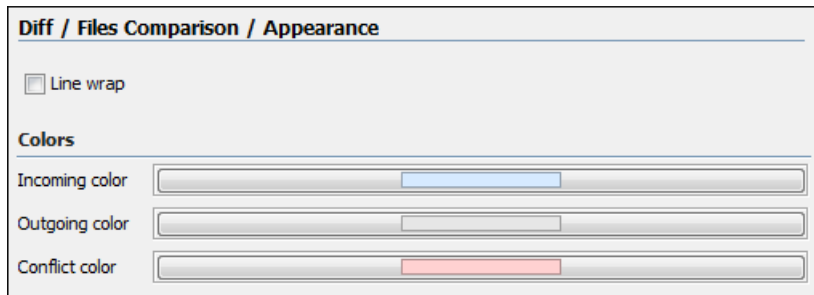 Diff / Files Comparison / Appearance
Line wrap
Colors
Incoming color
Outgoing color
Conflict color